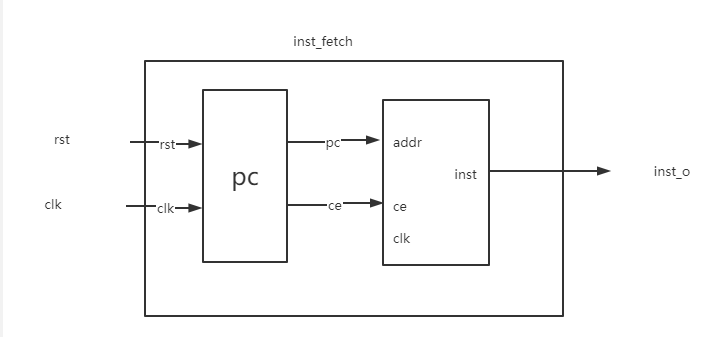 inst_fetch
rst
rst
pc
addr
pc
inst
inst_o
clk
clk
ce
ce
clk